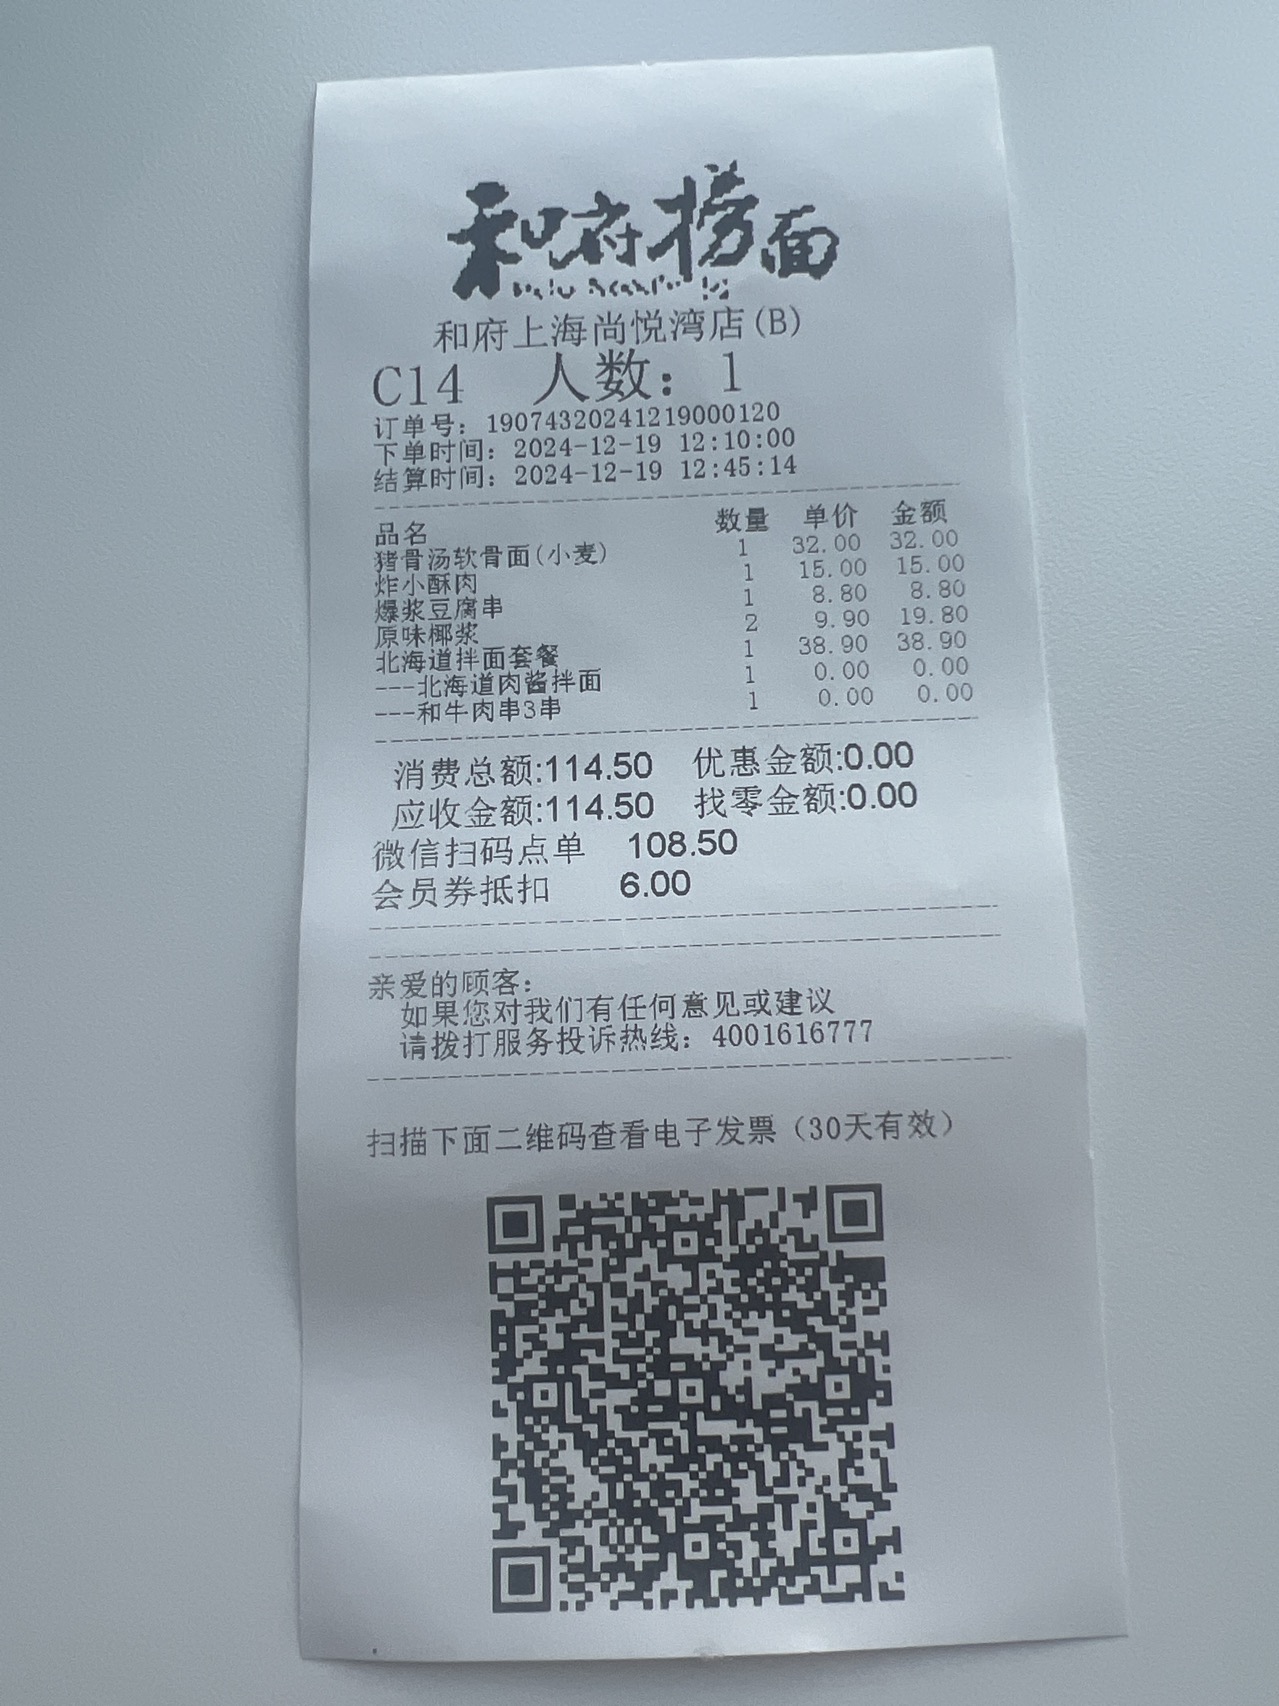 和府捞面
和府上海尚悦湾店(B)
C14 人数: 1
订单号: 19074320241219000120
下单时间: 2024-12-19 12:10:00
结算时间: 2024-12-19 12:45:14
品名 数量 单价 金额
猪骨汤软骨面(小麦) 1 32.00 32.00
炸小酥肉 1 15.00 15.00
爆浆豆腐串 1 8.80 8.80
原味椰浆 2 9.90 19.80
北海道拌面套餐 1 38.90 38.90
---北海道肉酱拌面 1 0.00 0.00
---和牛肉串3串 1 0.00 0.00
消费总额:114.50 优惠金额:0.00
应收金额:114.50 找零金额:0.00
微信扫码点单 108.50
会员券抵扣 6.00
亲爱的顾客:
如果您对我们有任何意见或建议
请拨打服务投诉热线: 4001616777
扫描下面二维码查看电子发票(30天有效)